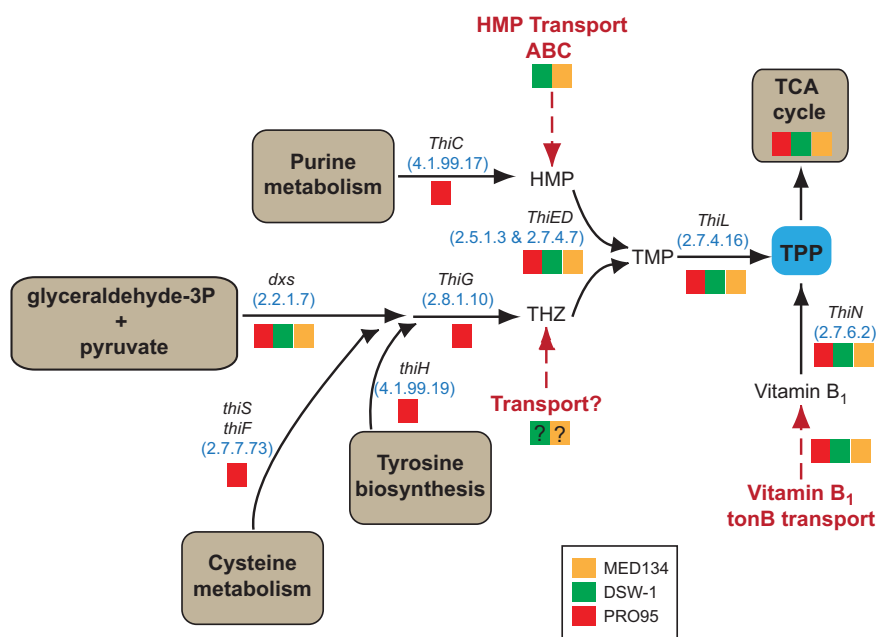 HMP Transport
ABC
TCA
cycle
ThiC
(4.1.99.17)
Purine
metabolism
HMP
ThiED
(2.5.1.3 & 2.7.4.7)
ThiL
(2.7.4.16)
TMP
TPP
glyceraldehyde-3P
+
pyruvate
dxs
(2.2.1.7)
ThiG
(2.8.1.10)
THZ
ThiN
(2.7.6.2)
thiH
(4.1.99.19)
Transport?
? ?
Vitamin B1
thiS
thiF
(2.7.7.73)
Tyrosine
biosynthesis
Vitamin B1
tonB transport
Cysteine
metabolism
MED134
DSW-1
PRO95